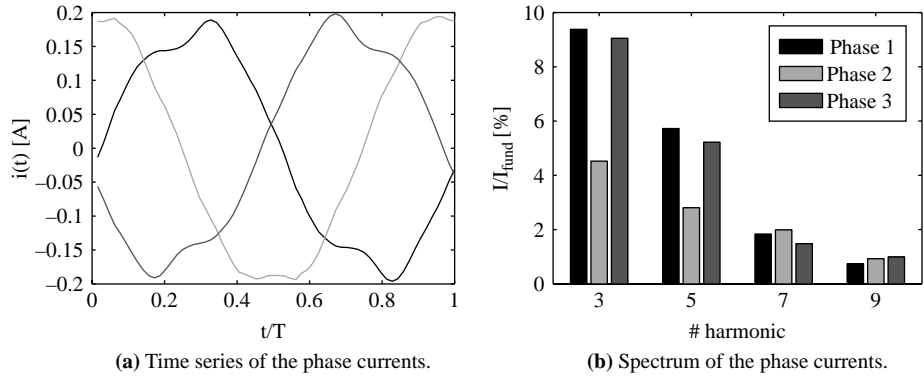 0.2
0.15
0.1
0.05
0
−0.05
−0.1
−0.15
−0.2
i(t) [A]
0
0.2
0.4
0.6
0.8
1
t/T
(a) Time series of the phase currents.
10
8
6
4
2
0
I/I_fund [%]
Phase 1
Phase 2
Phase 3
3
5
7
9
# harmonic
(b) Spectrum of the phase currents.